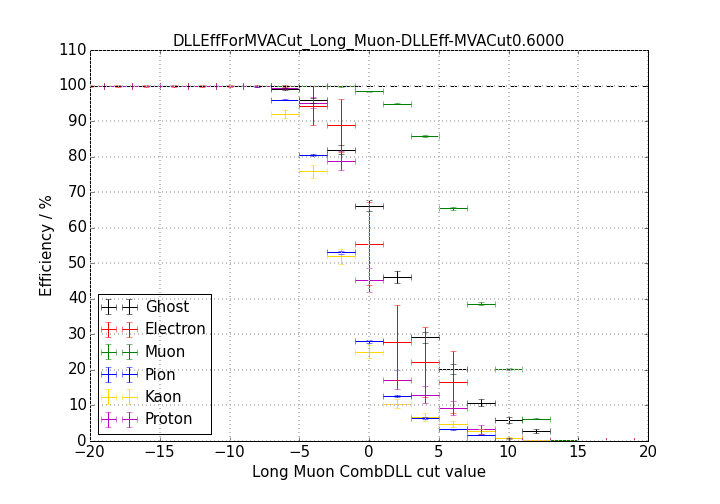 DLLEffForMVACut_Long_Muon-DLLEff-MVACut0.6000
110
100
90
80
70
60
50
40
30
20
10
0
Efficiency / %
Ghost
Electron
Muon
Pion
Kaon
Proton
−20 −15 −10 −5 0 5 10 15 20
Long Muon CombDLL cut value